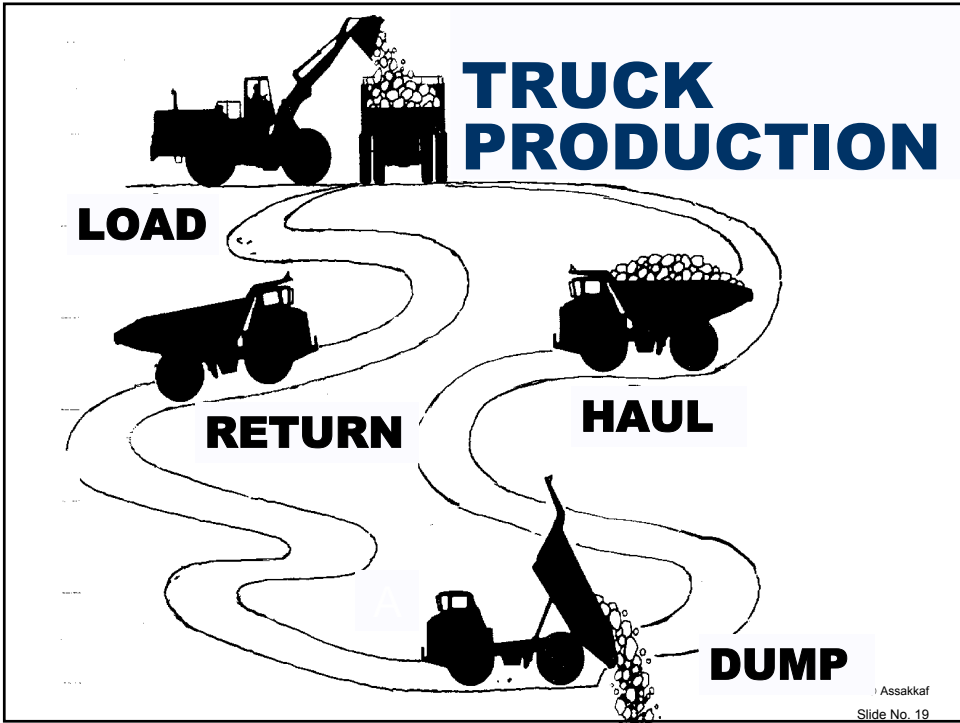 TRUCK
PRODUCTION
LOAD
RETURN
HAUL
A
DUMP
Assakkaf
Slide No. 19